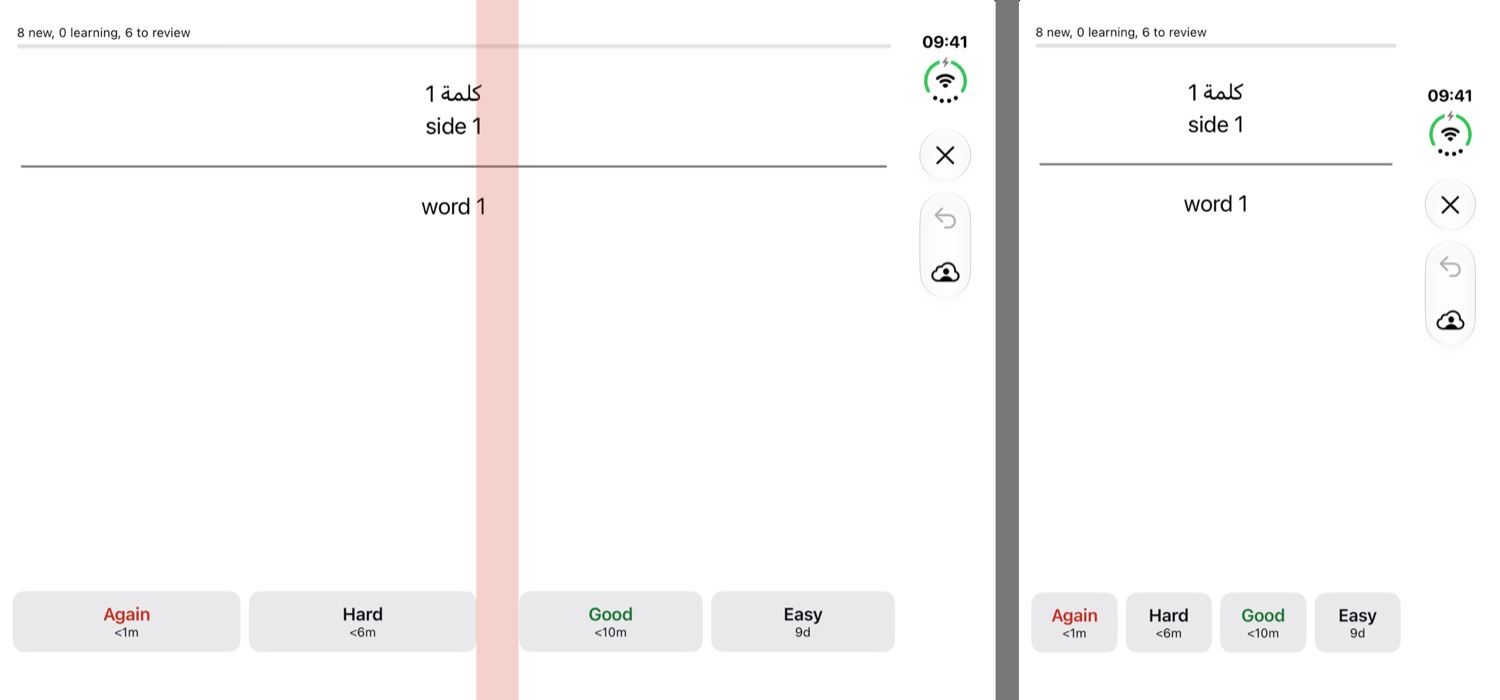 8 new, 0 learning, 6 to review
09:41
كلمة 1
side 1
word 1
Again
<1m
Hard
<6m
Good
<10m
Easy
9d
8 new, 0 learning, 6 to review
09:41
كلمة 1
side 1
word 1
Again
<1m
Hard
<6m
Good
<10m
Easy
9d